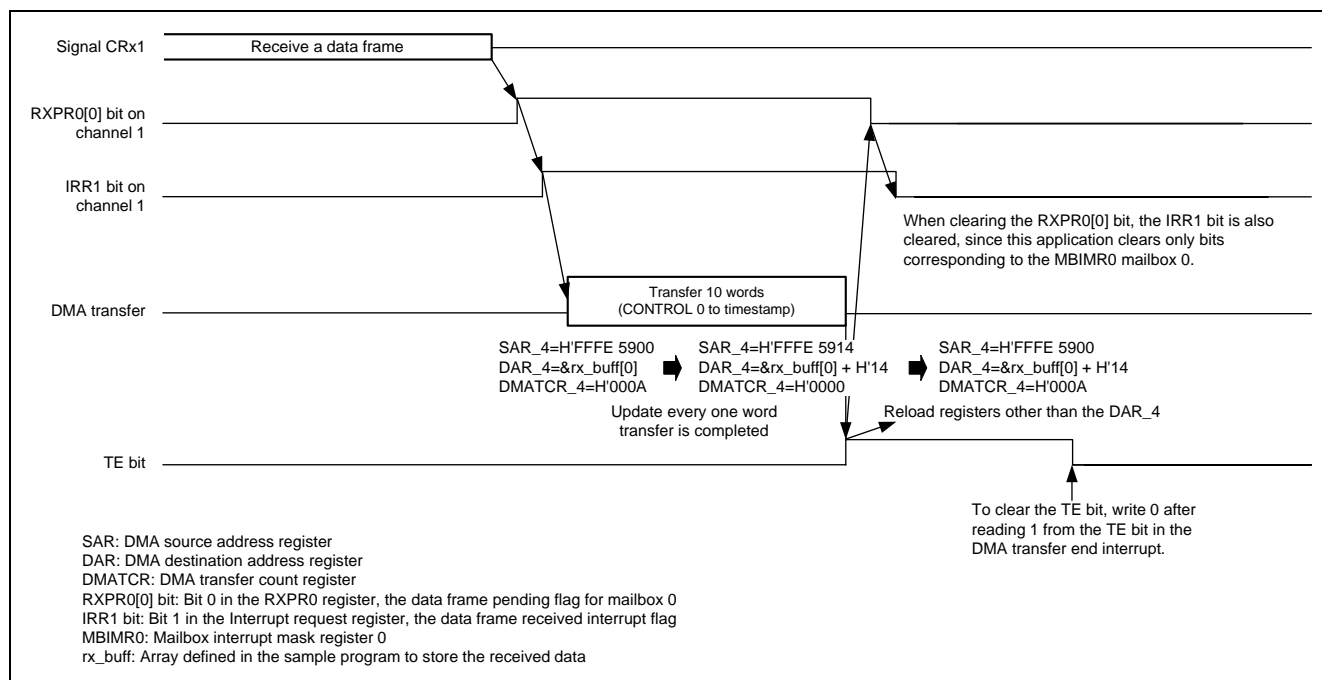 Signal CRx1
Receive a data frame
RXPR0[0] bit on
channel 1
IRR1 bit on
channel 1
When clearing the RXPR0[0] bit, the IRR1 bit is also
cleared, since this application clears only bits
corresponding to the MBIMR0 mailbox 0.
DMA transfer
Transfer 10 words
(CONTROL 0 to timestamp)
SAR_4=H'FFFE 5900
DAR_4=&rx_buff[0]
DMATCR_4=H'000A
SAR_4=H'FFFE 5914
DAR_4=&rx_buff[0] + H'14
DMATCR_4=H'0000
SAR_4=H'FFFE 5900
DAR_4=&rx_buff[0] + H'14
DMATCR_4=H'000A
Update every one word
transfer is completed
Reload registers other than the DAR_4
TE bit
To clear the TE bit, write 0 after
reading 1 from the TE bit in the
DMA transfer end interrupt.
SAR: DMA source address register
DAR: DMA destination address register
DMATCR: DMA transfer count register
RXPR0[0] bit: Bit 0 in the RXPR0 register, the data frame pending flag for mailbox 0
IRR1 bit: Bit 1 in the Interrupt request register, the data frame received interrupt flag
MBIMR0: Mailbox interrupt mask register 0
rx_buff: Array defined in the sample program to store the received data